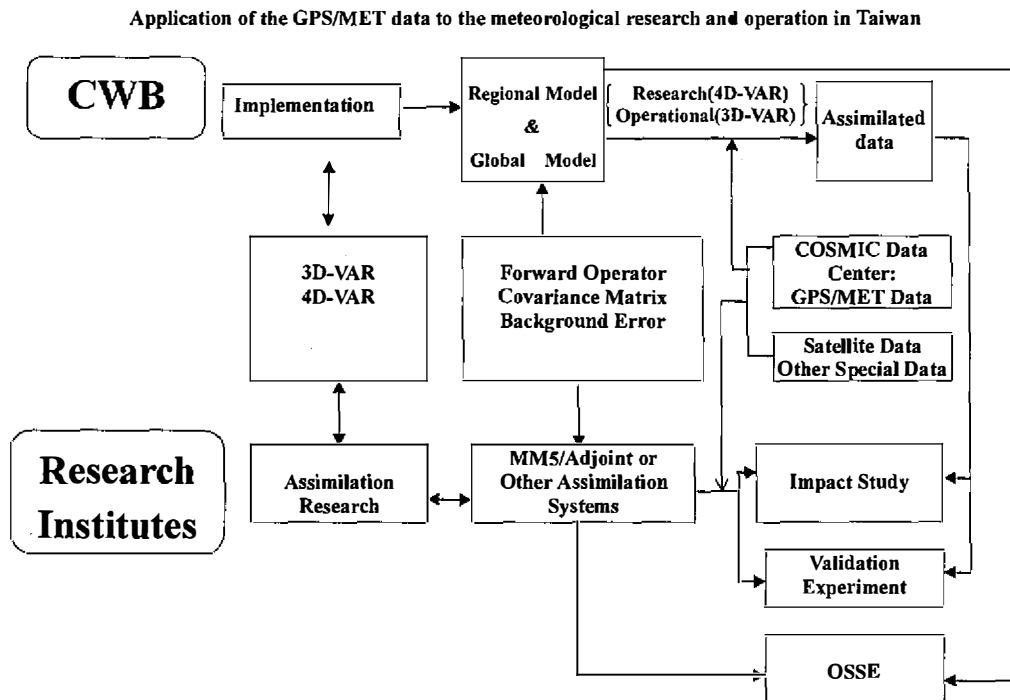 Application of the GPS/MET data to the meteorological research and operation in Taiwan
CWB
Implementation
Regional Model
&
Global Model
Research(4D-VAR)
Operational(3D-VAR)
Assimilated
data
3D-VAR
4D-VAR
Forward Operator
Covariance Matrix
Background Error
COSMIC Data
Center:
GPS/MET Data
Satellite Data
Other Special Data
Research
Institutes
Assimilation
Research
MM5/Adjoint or
Other Assimilation
Systems
Impact Study
Validation
Experiment
OSSE